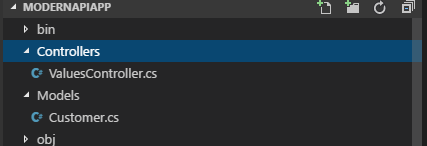 MODERNAPIAPP
bin
Controllers
C# ValuesController.cs
Models
C# Customer.cs
obj